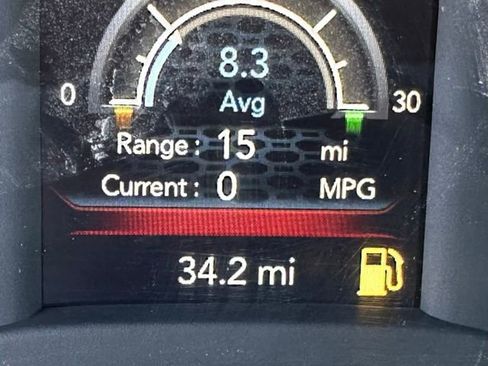 8.3
0 Avg 30
Range : 15 mi
Current : 0 MPG
34.2 mi